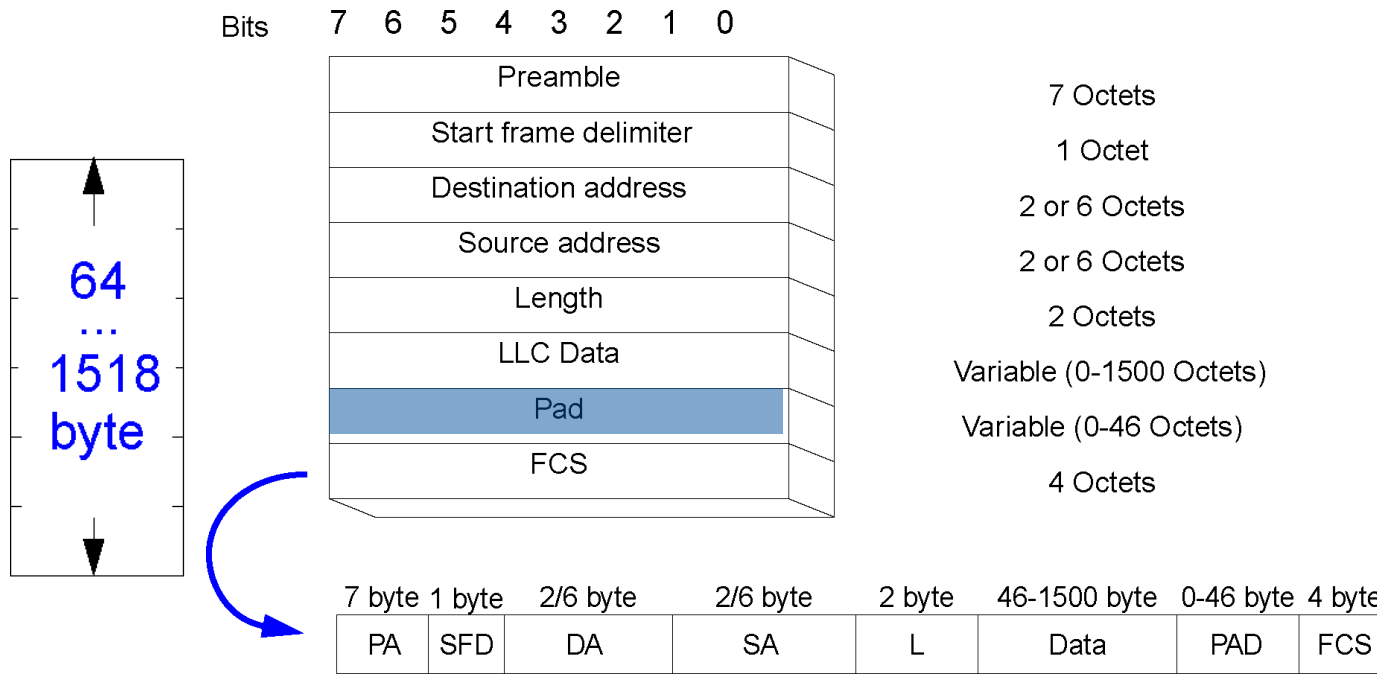 Bits 7 6 5 4 3 2 1 0
Preamble 7 Octets
Start frame delimiter 1 Octet
Destination address 2 or 6 Octets
Source address 2 or 6 Octets
Length 2 Octets
LLC Data Variable (0-1500 Octets)
Pad Variable (0-46 Octets)
FCS 4 Octets
64
...
1518
byte
7 byte 1 byte 2/6 byte 2/6 byte 2 byte 46-1500 byte 0-46 byte 4 byte
PA SFD DA SA L Data PAD FCS